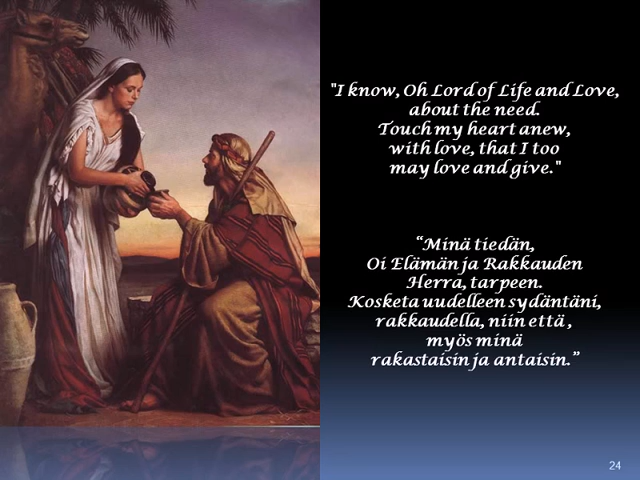 "I know, Oh Lord of Life and Love,
about the need.
Touch my heart anew,
with love, that I too
may love and give."
“Minä tiedän,
Oi Elämän ja Rakkauden
Herra, tarpeen.
Kosketa uudelleen sydäntäni,
rakkaudella, niin että ,
myös minä
rakastaisin ja antaisin.”
24